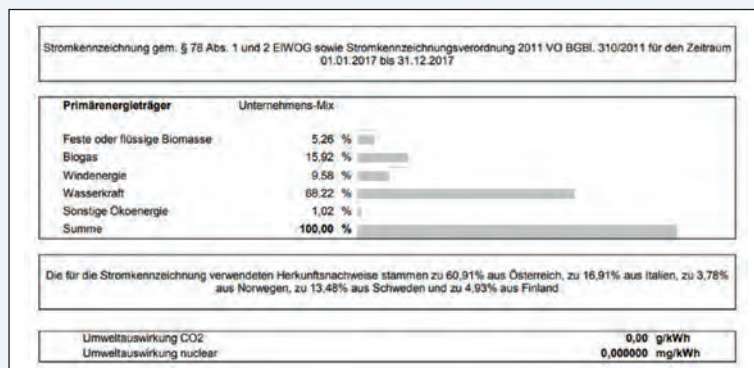 Stromkennzeichnung gem. § 78 Abs. 1 und 2 ElWOG sowie Stromkennzeichnungsverordnung 2011 VO BGBl. 310/2011 für den Zeitraum
01.01.2017 bis 31.12.2017
Primärenergieträger Unternehmens-Mix
Feste oder flüssige Biomasse 5,26 %
Biogas 15,92 %
Windenergie 9,58 %
Wasserkraft 68,22 %
Sonstige Ökoenergie 1,02 %
Summe 100,00 %
Die für die Stromkennzeichnung verwendeten Herkunftsnachweise stammen zu 60,91% aus Österreich, zu 16,91% aus Italien, zu 3,78%
aus Norwegen, zu 13,48% aus Schweden und zu 4,93% aus Finland
Umweltauswirkung CO2 0,00 g/kWh
Umweltauswirkung nuclear 0,000000 mg/kWh